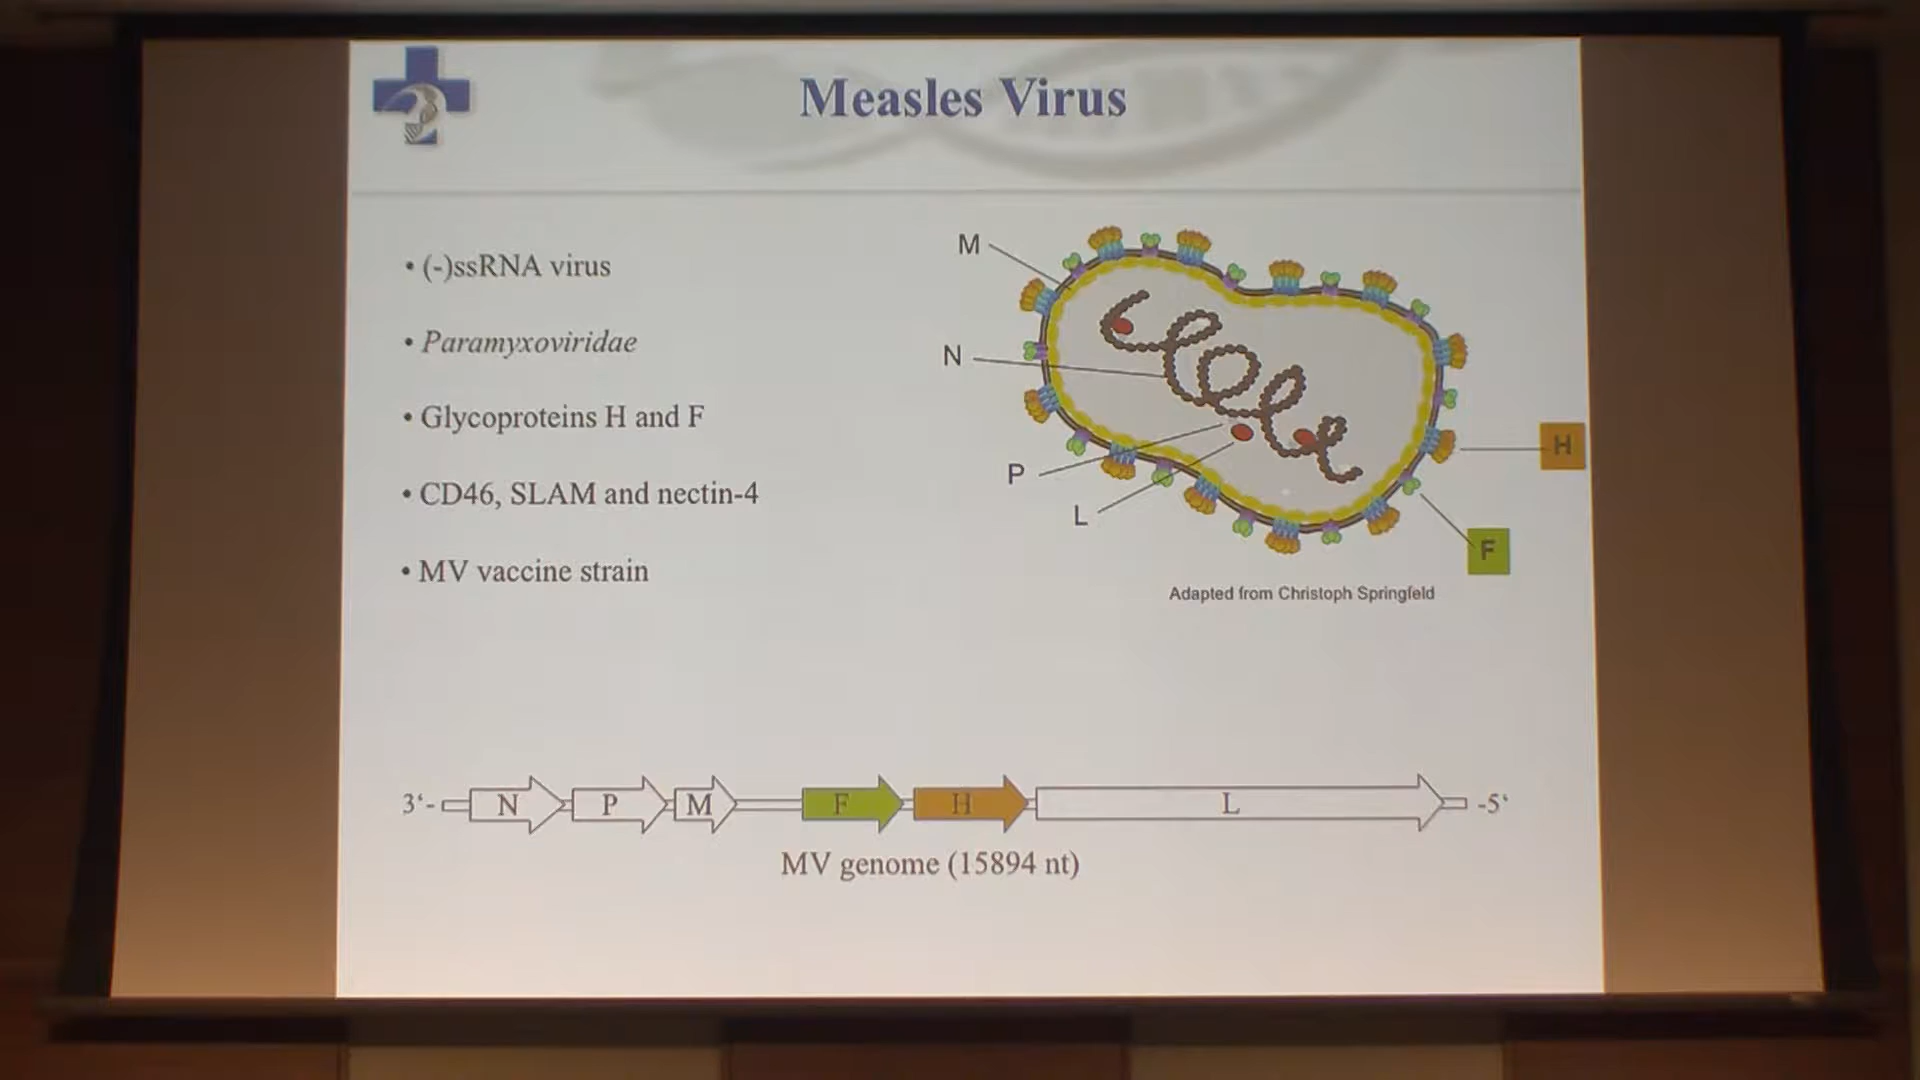 Measles Virus
• (-)ssRNA virus
• Paramyxoviridae
• Glycoproteins H and F
• CD46, SLAM and nectin-4
• MV vaccine strain
M
N
P
L
H
F
Adapted from Christoph Springfeld
3‘- N P M F H L -5‘
MV genome (15894 nt)